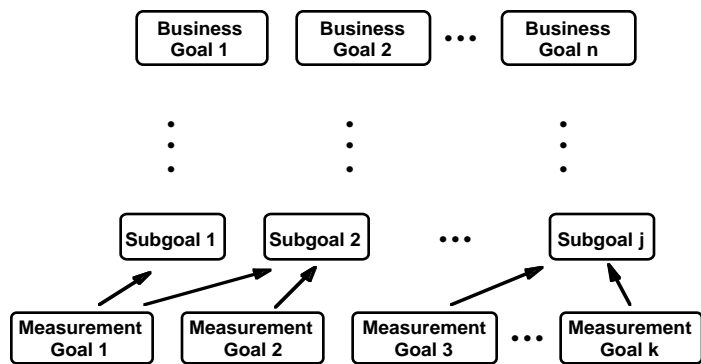 Business
Goal 1
Business
Goal 2
Business
Goal n
Subgoal 1
Subgoal 2
Subgoal j
Measurement
Goal 1
Measurement
Goal 2
Measurement
Goal 3
Measurement
Goal k